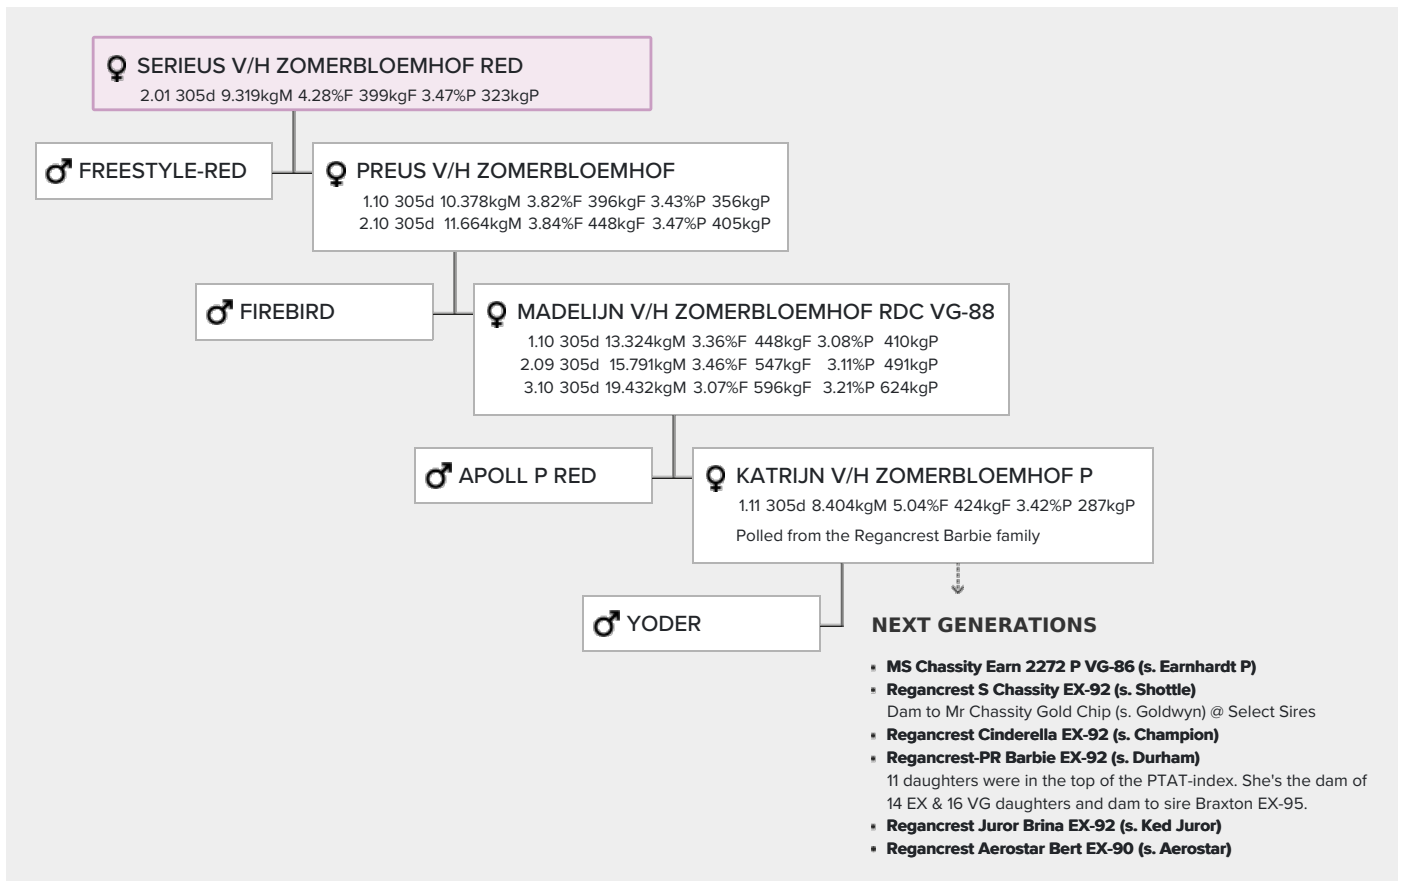 SERIEUS V/H ZOMERBLOEMHOF RED
2.01 305d 9.319kgM 4.28%F 399kgF 3.47%P 323kgP
FREESTYLE-RED
PREUS V/H ZOMERBLOEMHOF
1.10 305d 10.378kgM 3.82%F 396kgF 3.43%P 356kgP
2.10 305d 11.664kgM 3.84%F 448kgF 3.47%P 405kgP
FIREBIRD
MADELIJN V/H ZOMERBLOEMHOF RDC VG-88
1.10 305d 13.324kgM 3.36%F 448kgF 3.08%P 410kgP
2.09 305d 15.791kgM 3.46%F 547kgF 3.11%P 491kgP
3.10 305d 19.432kgM 3.07%F 596kgF 3.21%P 624kgP
APOLL P RED
KATRIJN V/H ZOMERBLOEMHOF P
1.11 305d 8.404kgM 5.04%F 424kgF 3.42%P 287kgP
Polled from the Regancrest Barbie family
YODER
NEXT GENERATIONS
MS Chassity Earn 2272 P VG-86 (s. Earnhardt P)
Regancrest S Chassity EX-92 (s. Shottle)
Dam to Mr Chassity Gold Chip (s. Goldwyn) @ Select Sires
Regancrest Cinderella EX-92 (s. Champion)
Regancrest-PR Barbie EX-92 (s. Durham)
11 daughters were in the top of the PTAT-index. She's the dam of
14 EX & 16 VG daughters and dam to sire Braxton EX-95.
Regancrest Juror Brina EX-92 (s. Ked Juror)
Regancrest Aerostar Bert EX-90 (s. Aerostar)